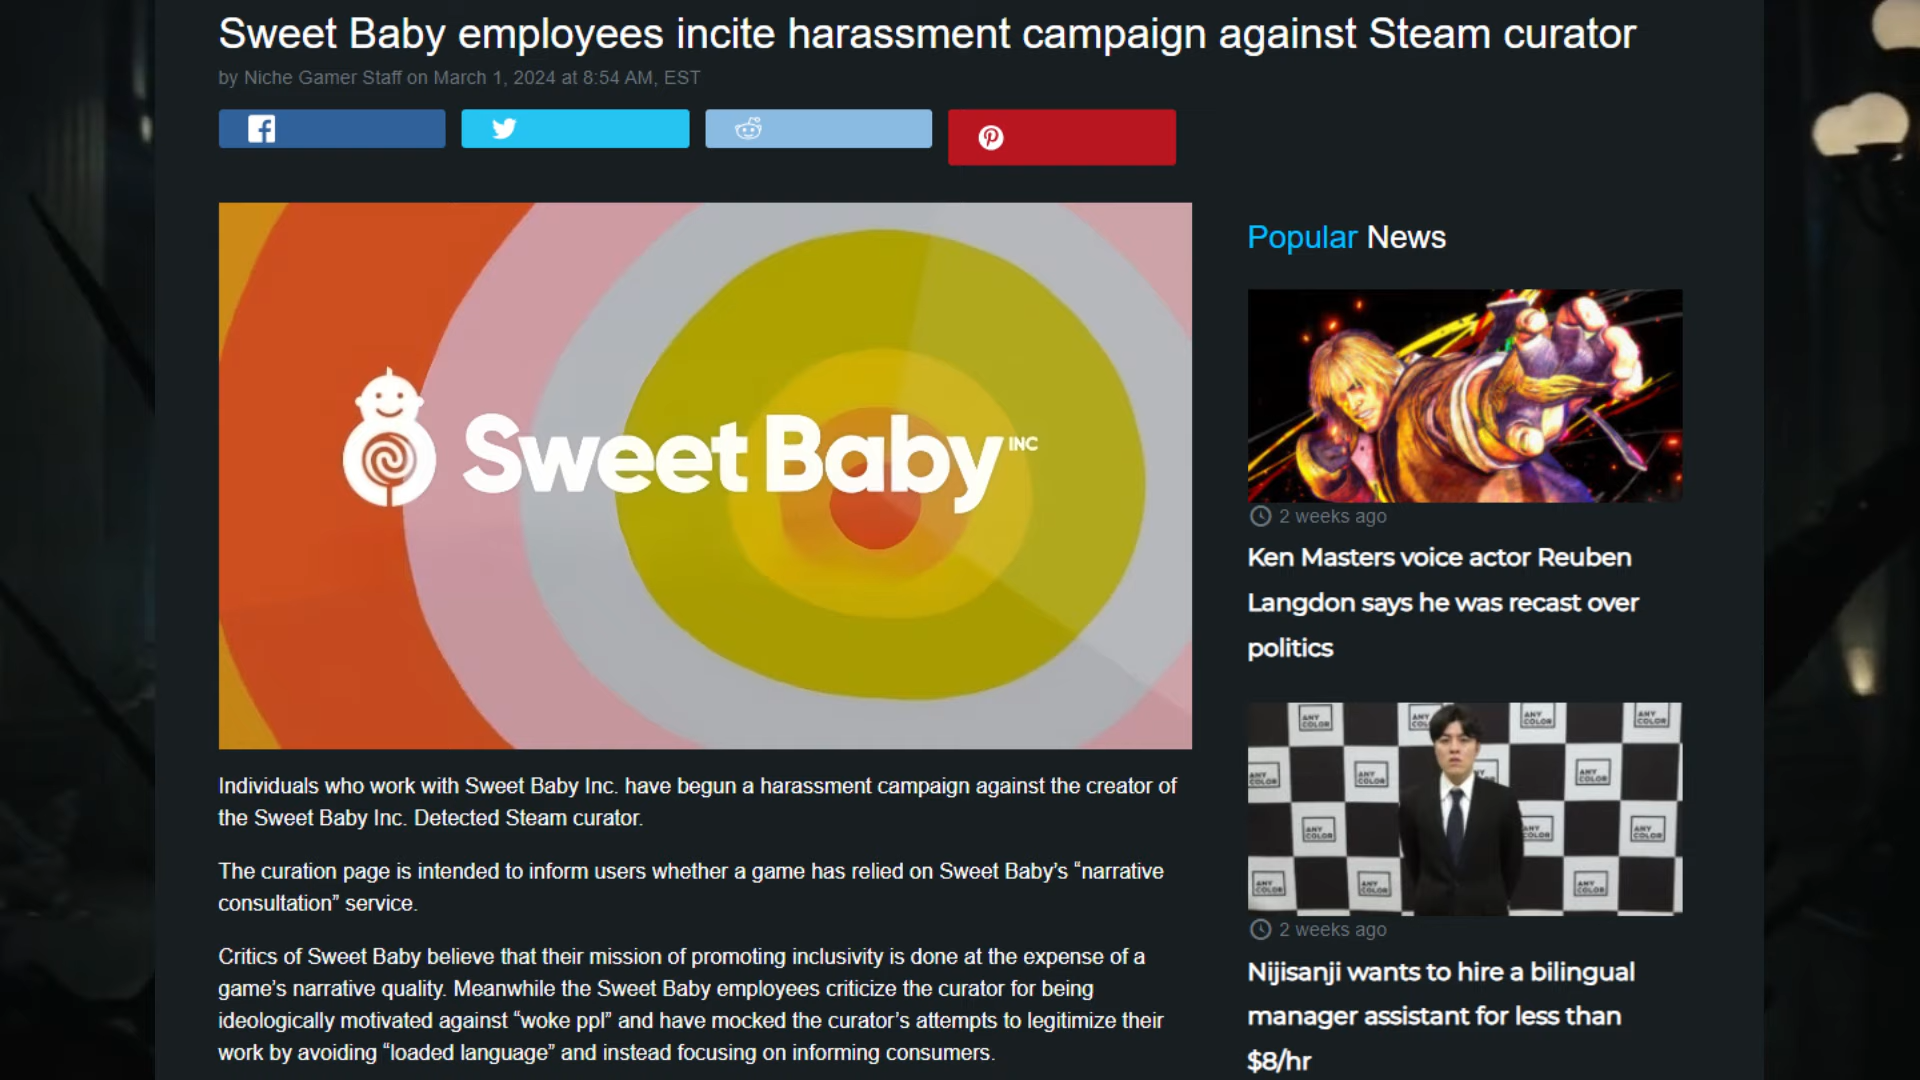 Sweet Baby employees incite harassment campaign against Steam curator
by Niche Gamer Staff on March 1, 2024 at 8:54 AM, EST
Sweet Baby INC
Individuals who work with Sweet Baby Inc. have begun a harassment campaign against the creator of
the Sweet Baby Inc. Detected Steam curator.
The curation page is intended to inform users whether a game has relied on Sweet Baby’s “narrative
consultation” service.
Critics of Sweet Baby believe that their mission of promoting inclusivity is done at the expense of a
game’s narrative quality. Meanwhile the Sweet Baby employees criticize the curator for being
ideologically motivated against “woke ppl” and have mocked the curator’s attempts to legitimize their
work by avoiding “loaded language” and instead focusing on informing consumers.
Popular News
2 weeks ago
Ken Masters voice actor Reuben
Langdon says he was recast over
politics
ANY
COLOR
2 weeks ago
Nijisanji wants to hire a bilingual
manager assistant for less than
$8/hr